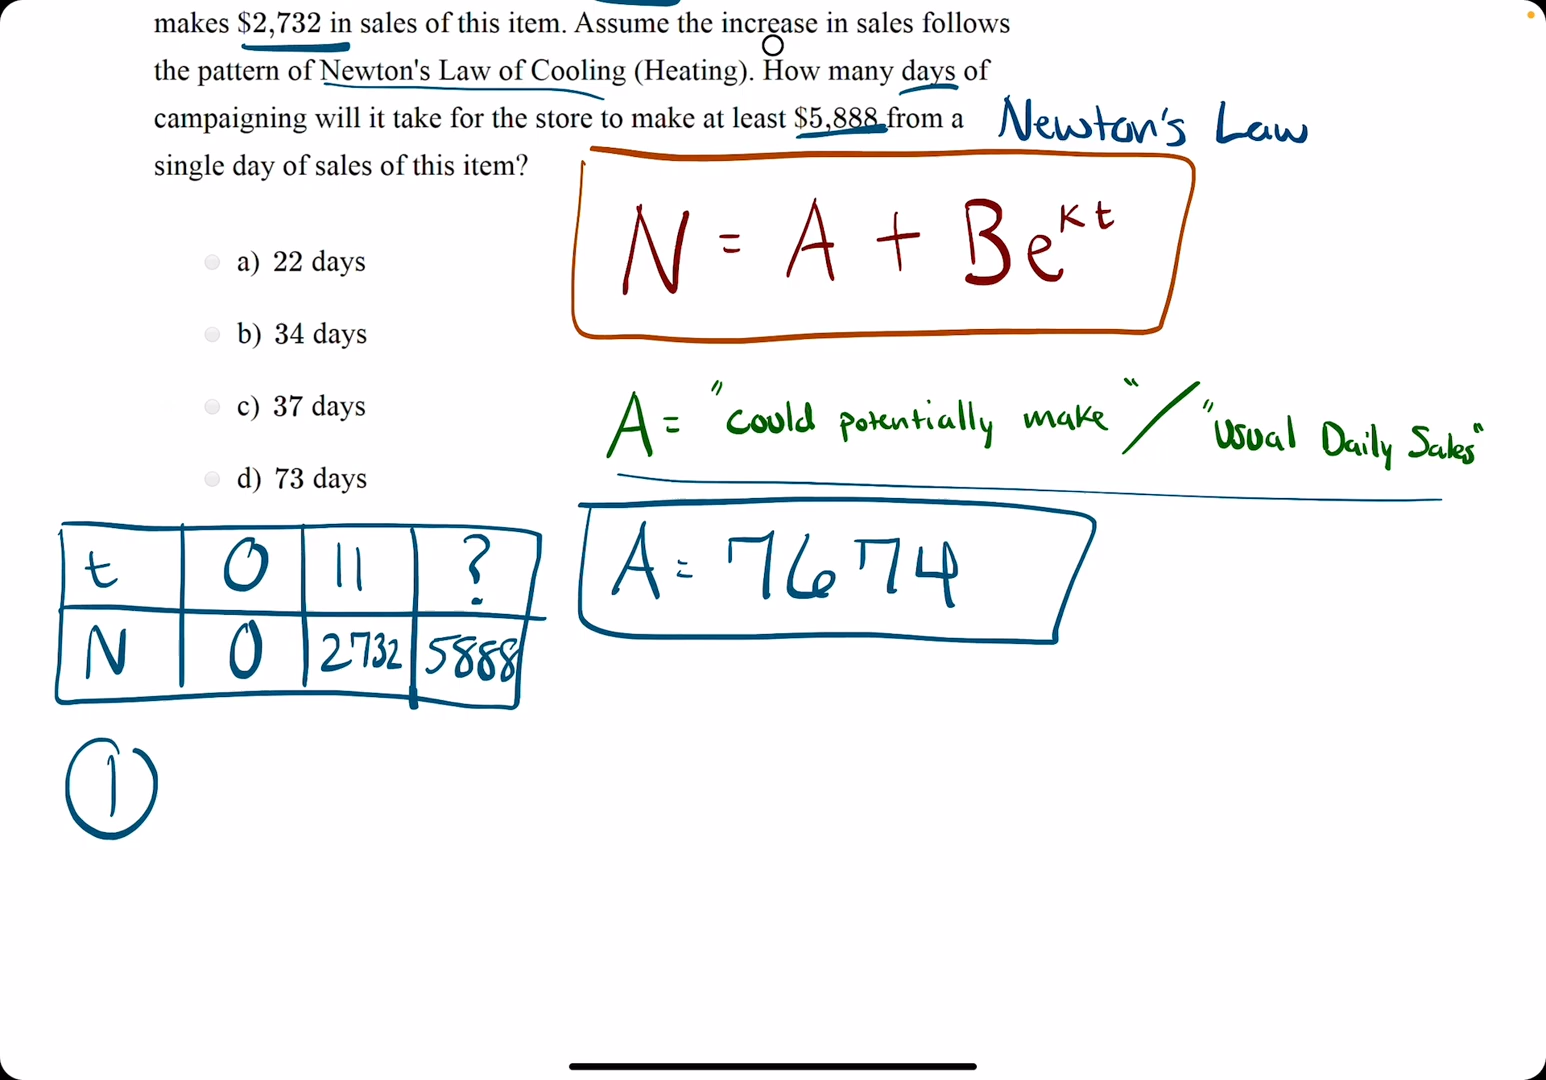 makes $2,732 in sales of this item. Assume the increase in sales follows
the pattern of Newton's Law of Cooling (Heating). How many days of
campaigning will it take for the store to make at least $5,888 from a
single day of sales of this item?
Newton's Law
N = A + Be^kt
a) 22 days
b) 34 days
c) 37 days
d) 73 days
A = "could potentially make" / "Usual Daily Sales"
A = 7674
t 0 11 ?
N 0 2732 5888
1